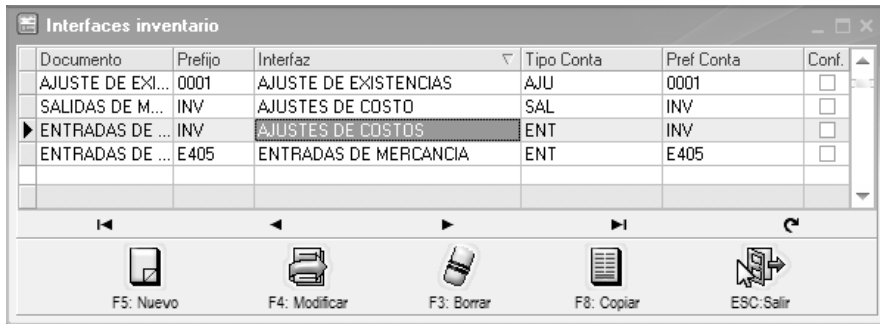 Interfaces inventario
Documento Prefijo Interfaz Tipo Conta Pref Conta Conf.
AJUSTE DE EXI... 0001 AJUSTE DE EXISTENCIAS AJU 0001
SALIDAS DE M... INV AJUSTES DE COSTO SAL INV
ENTRADAS DE ... INV AJUSTES DE COSTOS ENT INV
ENTRADAS DE ... E405 ENTRADAS DE MERCANCIA ENT E405
F5: Nuevo F4: Modificar F3: Borrar F8: Copiar ESC:Salir